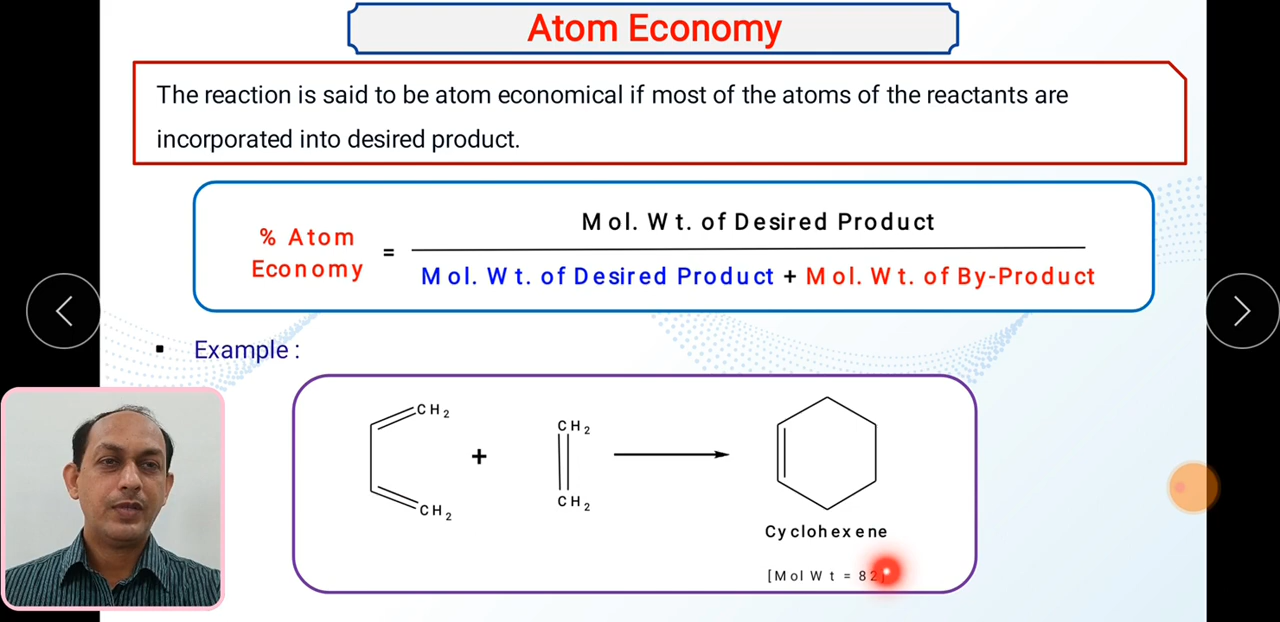 Atom Economy
The reaction is said to be atom economical if most of the atoms of the reactants are
incorporated into desired product.
% Atom
Economy
=
Mol. Wt. of Desired Product
Mol. Wt. of Desired Product + Mol. Wt. of By-Product
▪ Example :
CH2
CH2
+
CH2
CH2
Cyclohexene
[Mol Wt = 82]